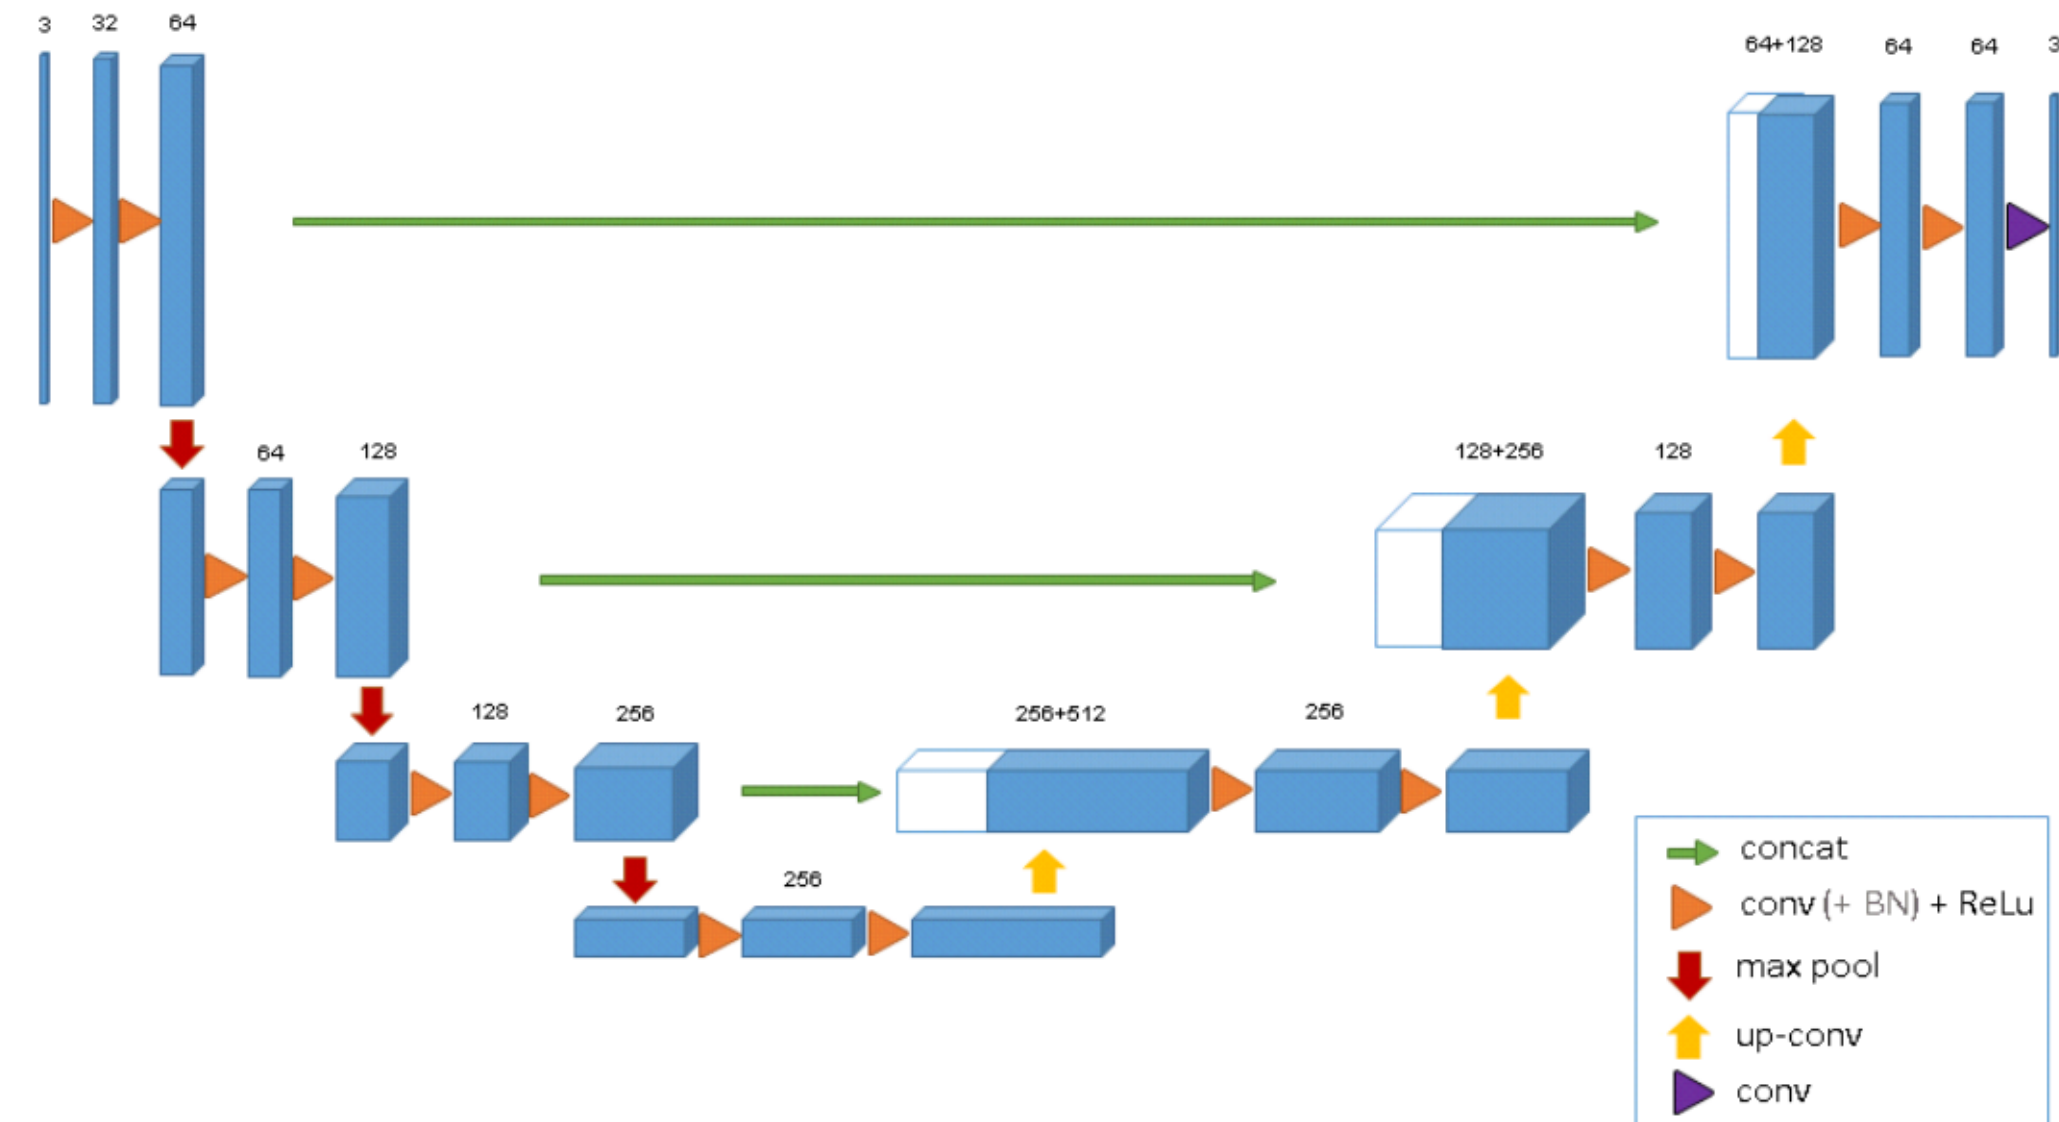 3 32 64
64+128 64 64 3
64 128
128+256 128
128 256
256+512 256
256
concat
conv (+ BN) + ReLu
max pool
up-conv
conv